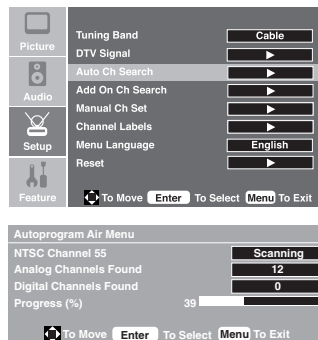 Picture
Audio
Setup
Feature
Tuning Band Cable
DTV Signal
Auto Ch Search
Add On Ch Search
Manual Ch Set
Channel Labels
Menu Language English
Reset
To Move Enter To Select Menu To Exit
Autoprogram Air Menu
NTSC Channel 55 Scanning
Analog Channels Found 12
Digital Channels Found 0
Progress (%) 39
To Move Enter To Select Menu To Exit